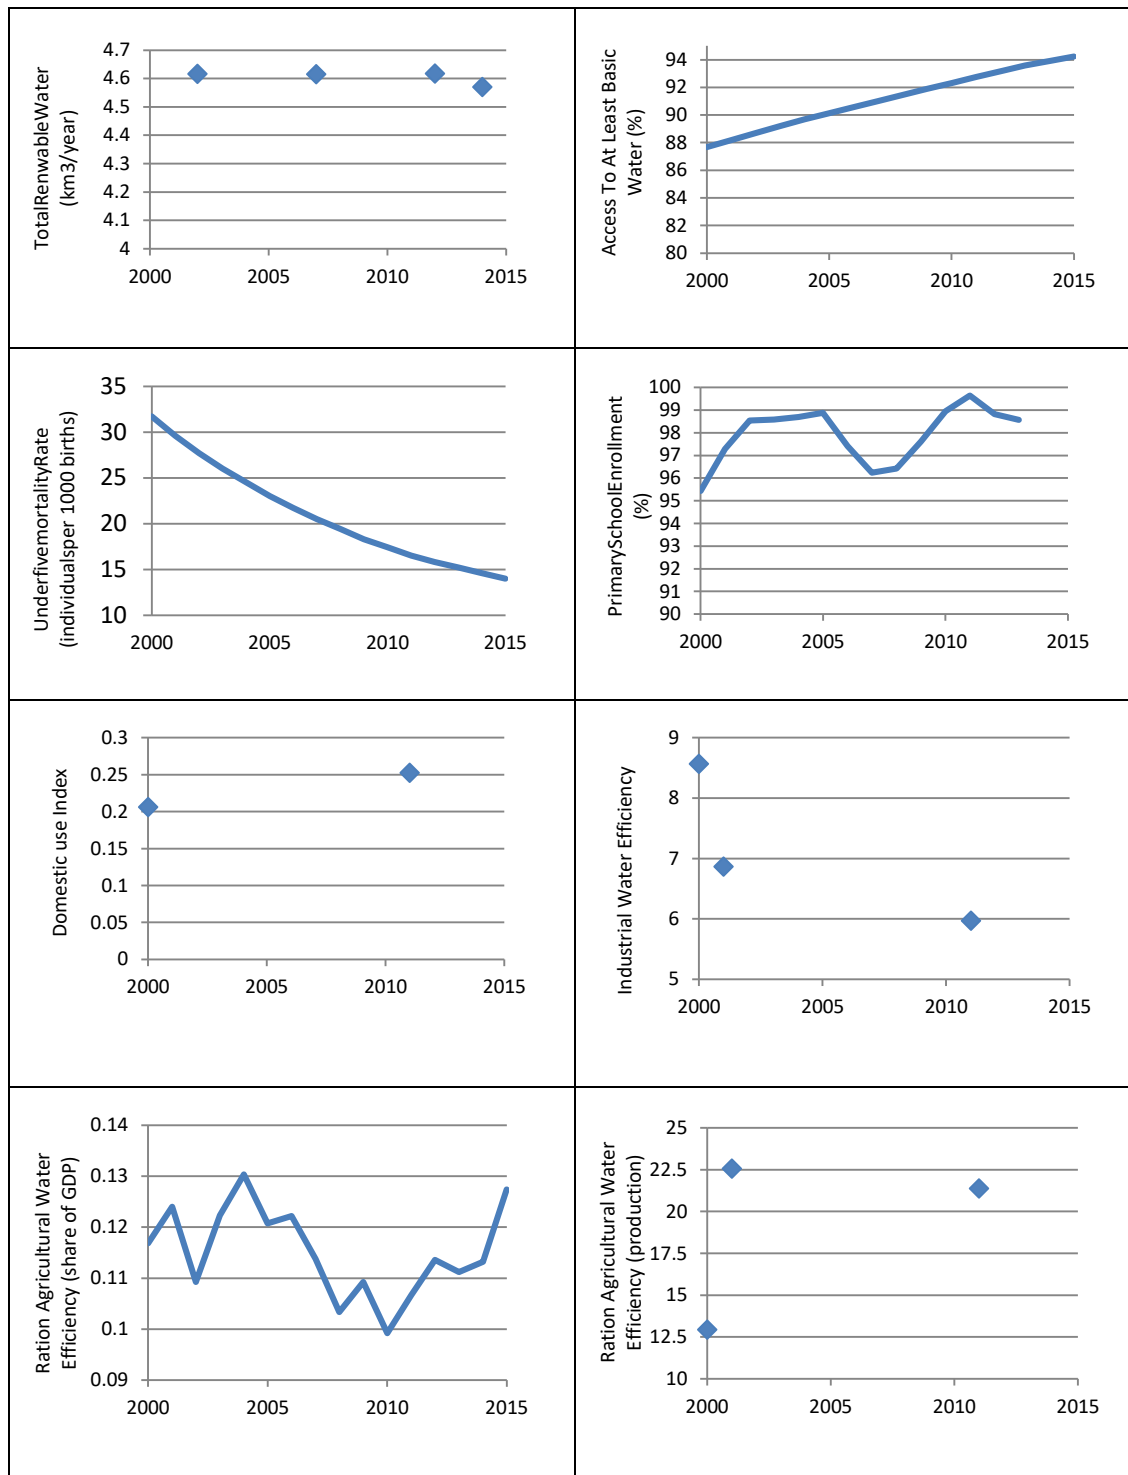 TotalRenwableWater
(km3/year)
4.7
4.6
4.5
4.4
4.3
4.2
4.1
4
2000 2005 2010 2015
Access To At Least Basic
Water (%)
94
92
90
88
86
84
82
80
2000 2005 2010 2015
UnderfivemortalityRate
(individualsper 1000 births)
35
30
25
20
15
10
2000 2005 2010 2015
PrimarySchoolEnrollment
(%)
100
99
98
97
96
95
94
93
92
91
90
2000 2005 2010 2015
Domestic use Index
0.3
0.25
0.2
0.15
0.1
0.05
0
2000 2005 2010 2015
Industrial Water Efficiency
9
8
7
6
5
2000 2005 2010 2015
Ration Agricultural Water
Efficiency (share of GDP)
0.14
0.13
0.12
0.11
0.1
0.09
2000 2005 2010 2015
Ration Agricultural Water
Efficiency (production)
25
22.5
20
17.5
15
12.5
10
2000 2005 2010 2015